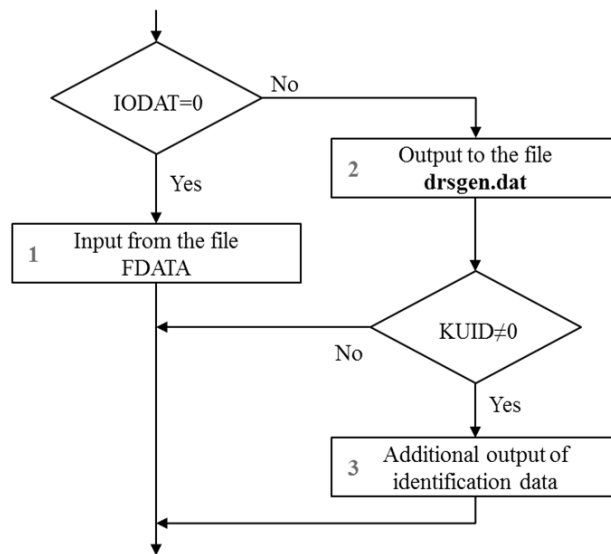 IODAT=0
No
Yes
2
Output to the file
drsgen.dat
1
Input from the file
FDATA
KUID≠0
No
Yes
3
Additional output of
identification data